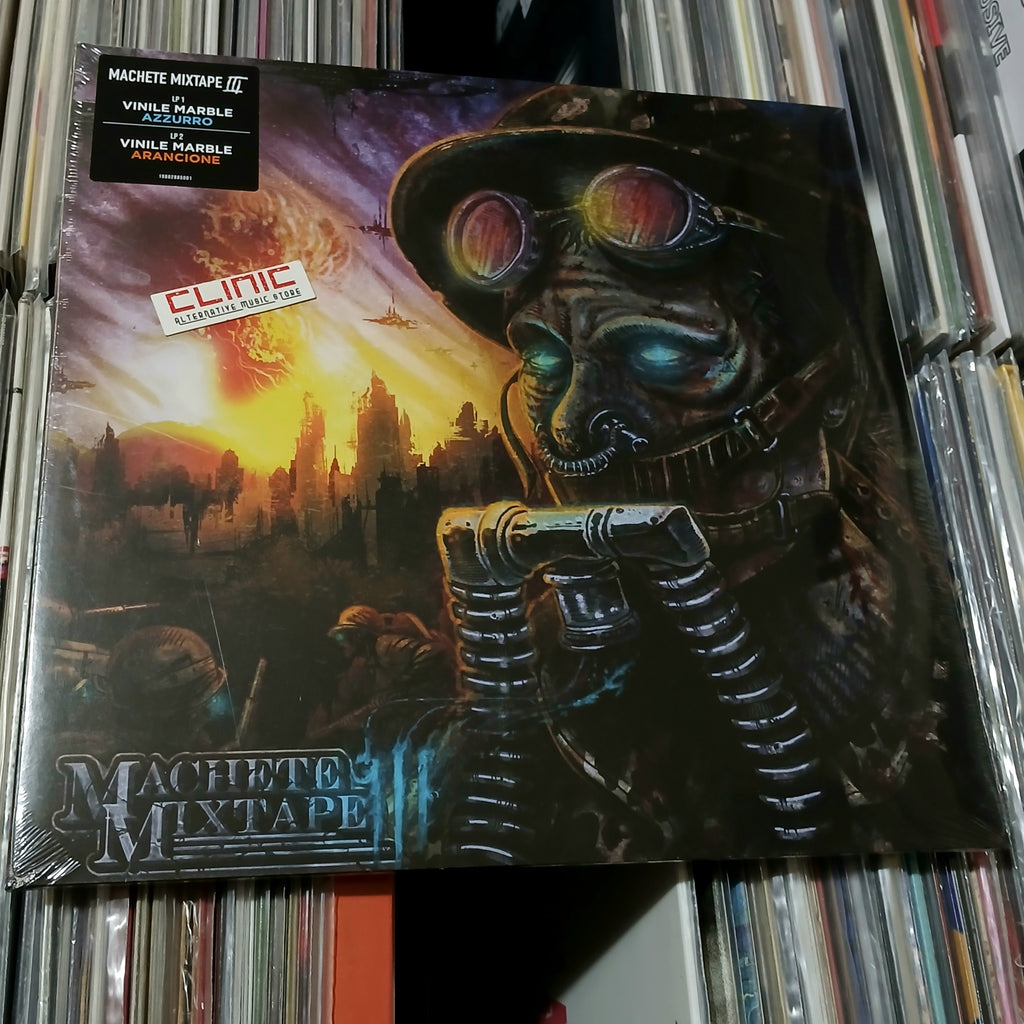 MACHETE MIXTAPE III
LP 1
VINILE MARBLE
AZZURRO
LP 2
VINILE MARBLE
ARANCIONE
CLINIC
ALTERNATIVE MUSIC STORE
MACHETE
MIXTAPE III